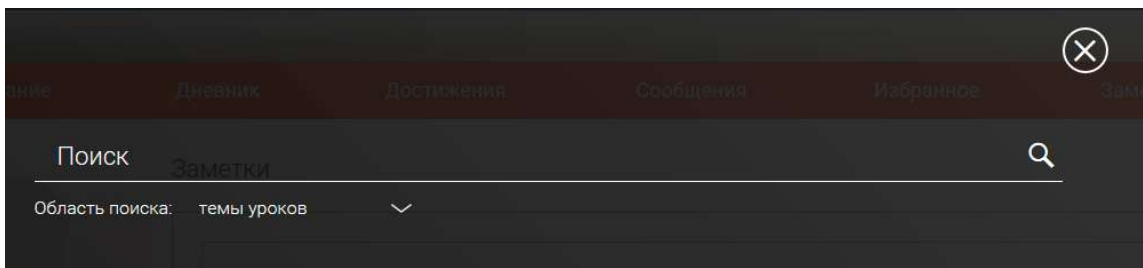 Дневник Достижения Сообщения Избранное
Поиск
Заметки
Область поиска: темы уроков